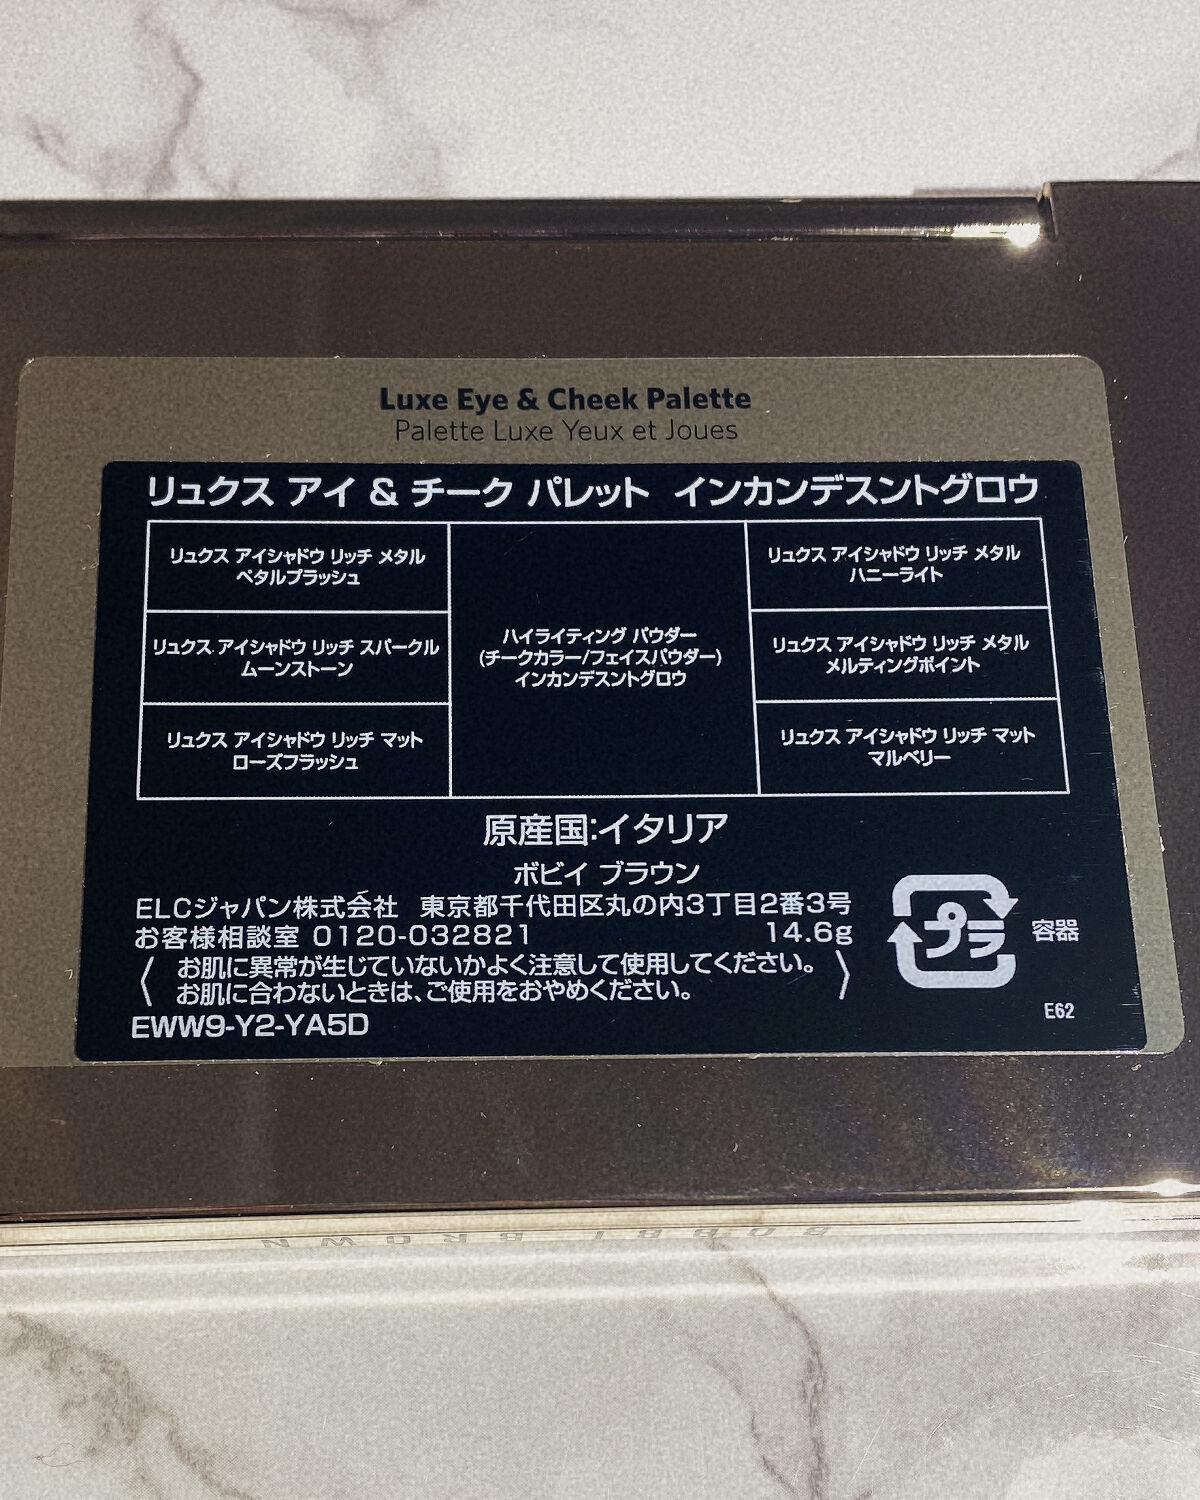 Luxe Eye & Cheek Palette
Palette Luxe Yeux et Joues
リュクス アイ & チーク パレット インカンデスントグロウ
リュクス アイシャドウ リッチ メタル
ペタルプラッシュ
リュクス アイシャドウ リッチ スパークル
ムーンストーン
リュクス アイシャドウ リッチ マット
ローズフラッシュ
ハイライティング パウダー
(チークカラー/フェイスパウダー)
インカンデスントグロウ
リュクス アイシャドウ リッチ メタル
ハニーライト
リュクス アイシャドウ リッチ メタル
メルティングポイント
リュクス アイシャドウ リッチ マット
マルベリー
原産国:イタリア
ボビイ ブラウン
ELCジャパン株式会社 東京都千代田区丸の内3丁目2番3号
お客様相談室 0120-032821 14.6g
〈 お肌に異常が生じていないかよく注意して使用してください。
お肌に合わないときは、ご使用をおやめください。 〉
EWW9-Y2-YA5D
プラ
容器
E62
BOBBI BROWN